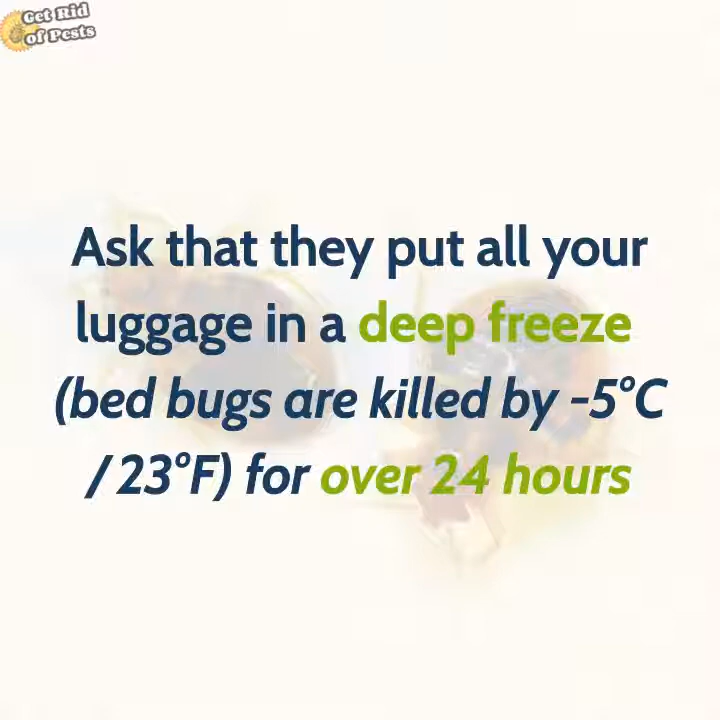 Get Rid
of Pests
Ask that they put all your
luggage in a deep freeze
(bed bugs are killed by -5°C
/ 23°F) for over 24 hours